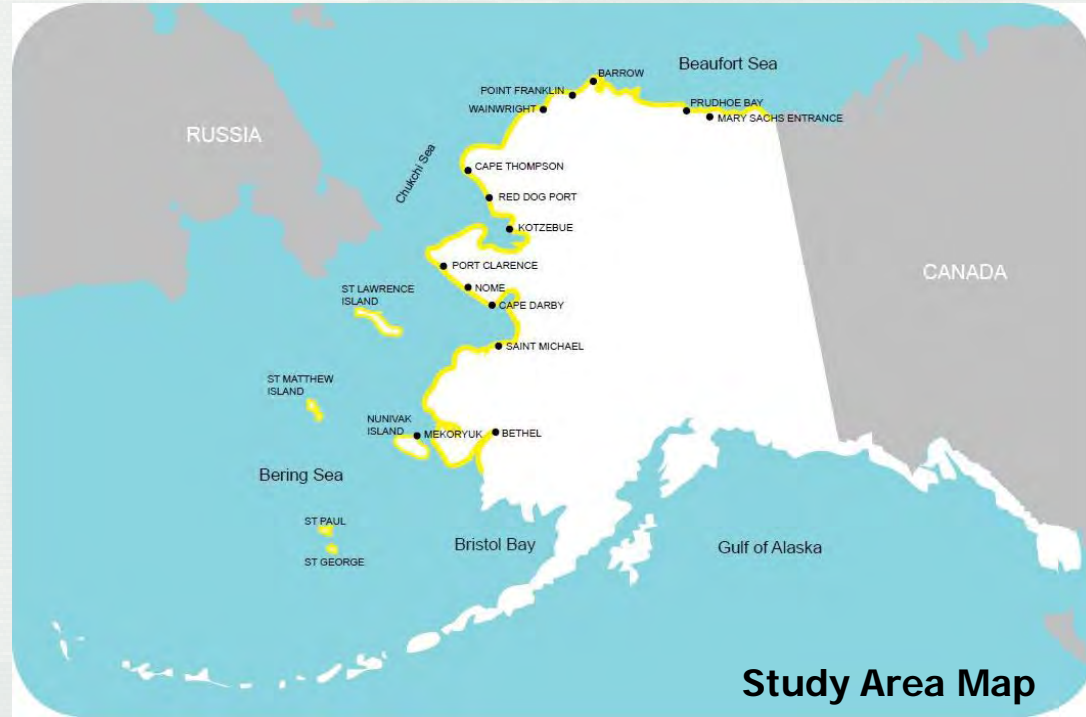 Beaufort Sea
BARROW
POINT FRANKLIN
WAINWRIGHT
PRUDHOE BAY
MARY SACHS ENTRANCE
RUSSIA
Chukchi Sea
CAPE THOMPSON
RED DOG PORT
KOTZEBUE
CANADA
PORT CLARENCE
NOME
ST LAWRENCE
ISLAND
CAPE DARBY
SAINT MICHAEL
ST MATTHEW
ISLAND
NUNIVAK
ISLAND
MEKORYUK
BETHEL
Bering Sea
ST PAUL
ST GEORGE
Bristol Bay
Gulf of Alaska
Study Area Map